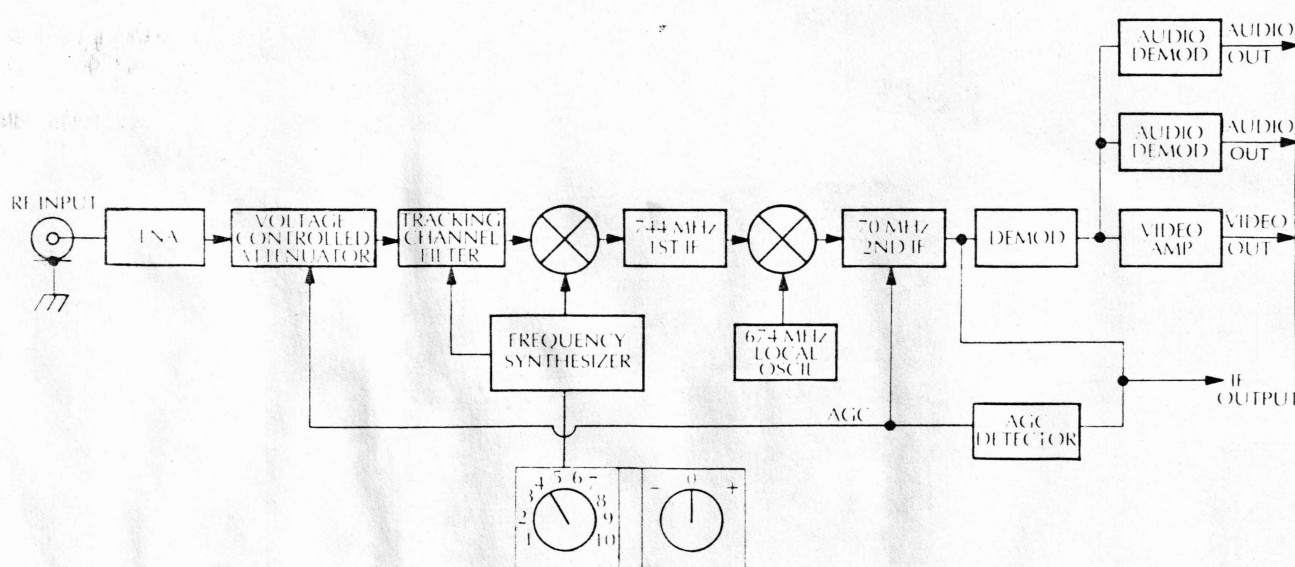 AUDIO
DEMOD
AUDIO
OUT
AUDIO
DEMOD
AUDIO
OUT
RF INPUT
LNA
VOLTAGE
CONTROLLED
ATTENUATOR
TRACKING
CHANNEL
FILTER
744 MHz
1ST IF
70 MHz
2ND IF
DEMOD
VIDEO
AMP
VIDEO
OUT
FREQUENCY
SYNTHESIZER
674 MHz
LOCAL
OSCIL
IF
OUTPUT
AGC
AGC
DETECTOR
1 2 3 4 5 6 7 8 9 10
- 0 +